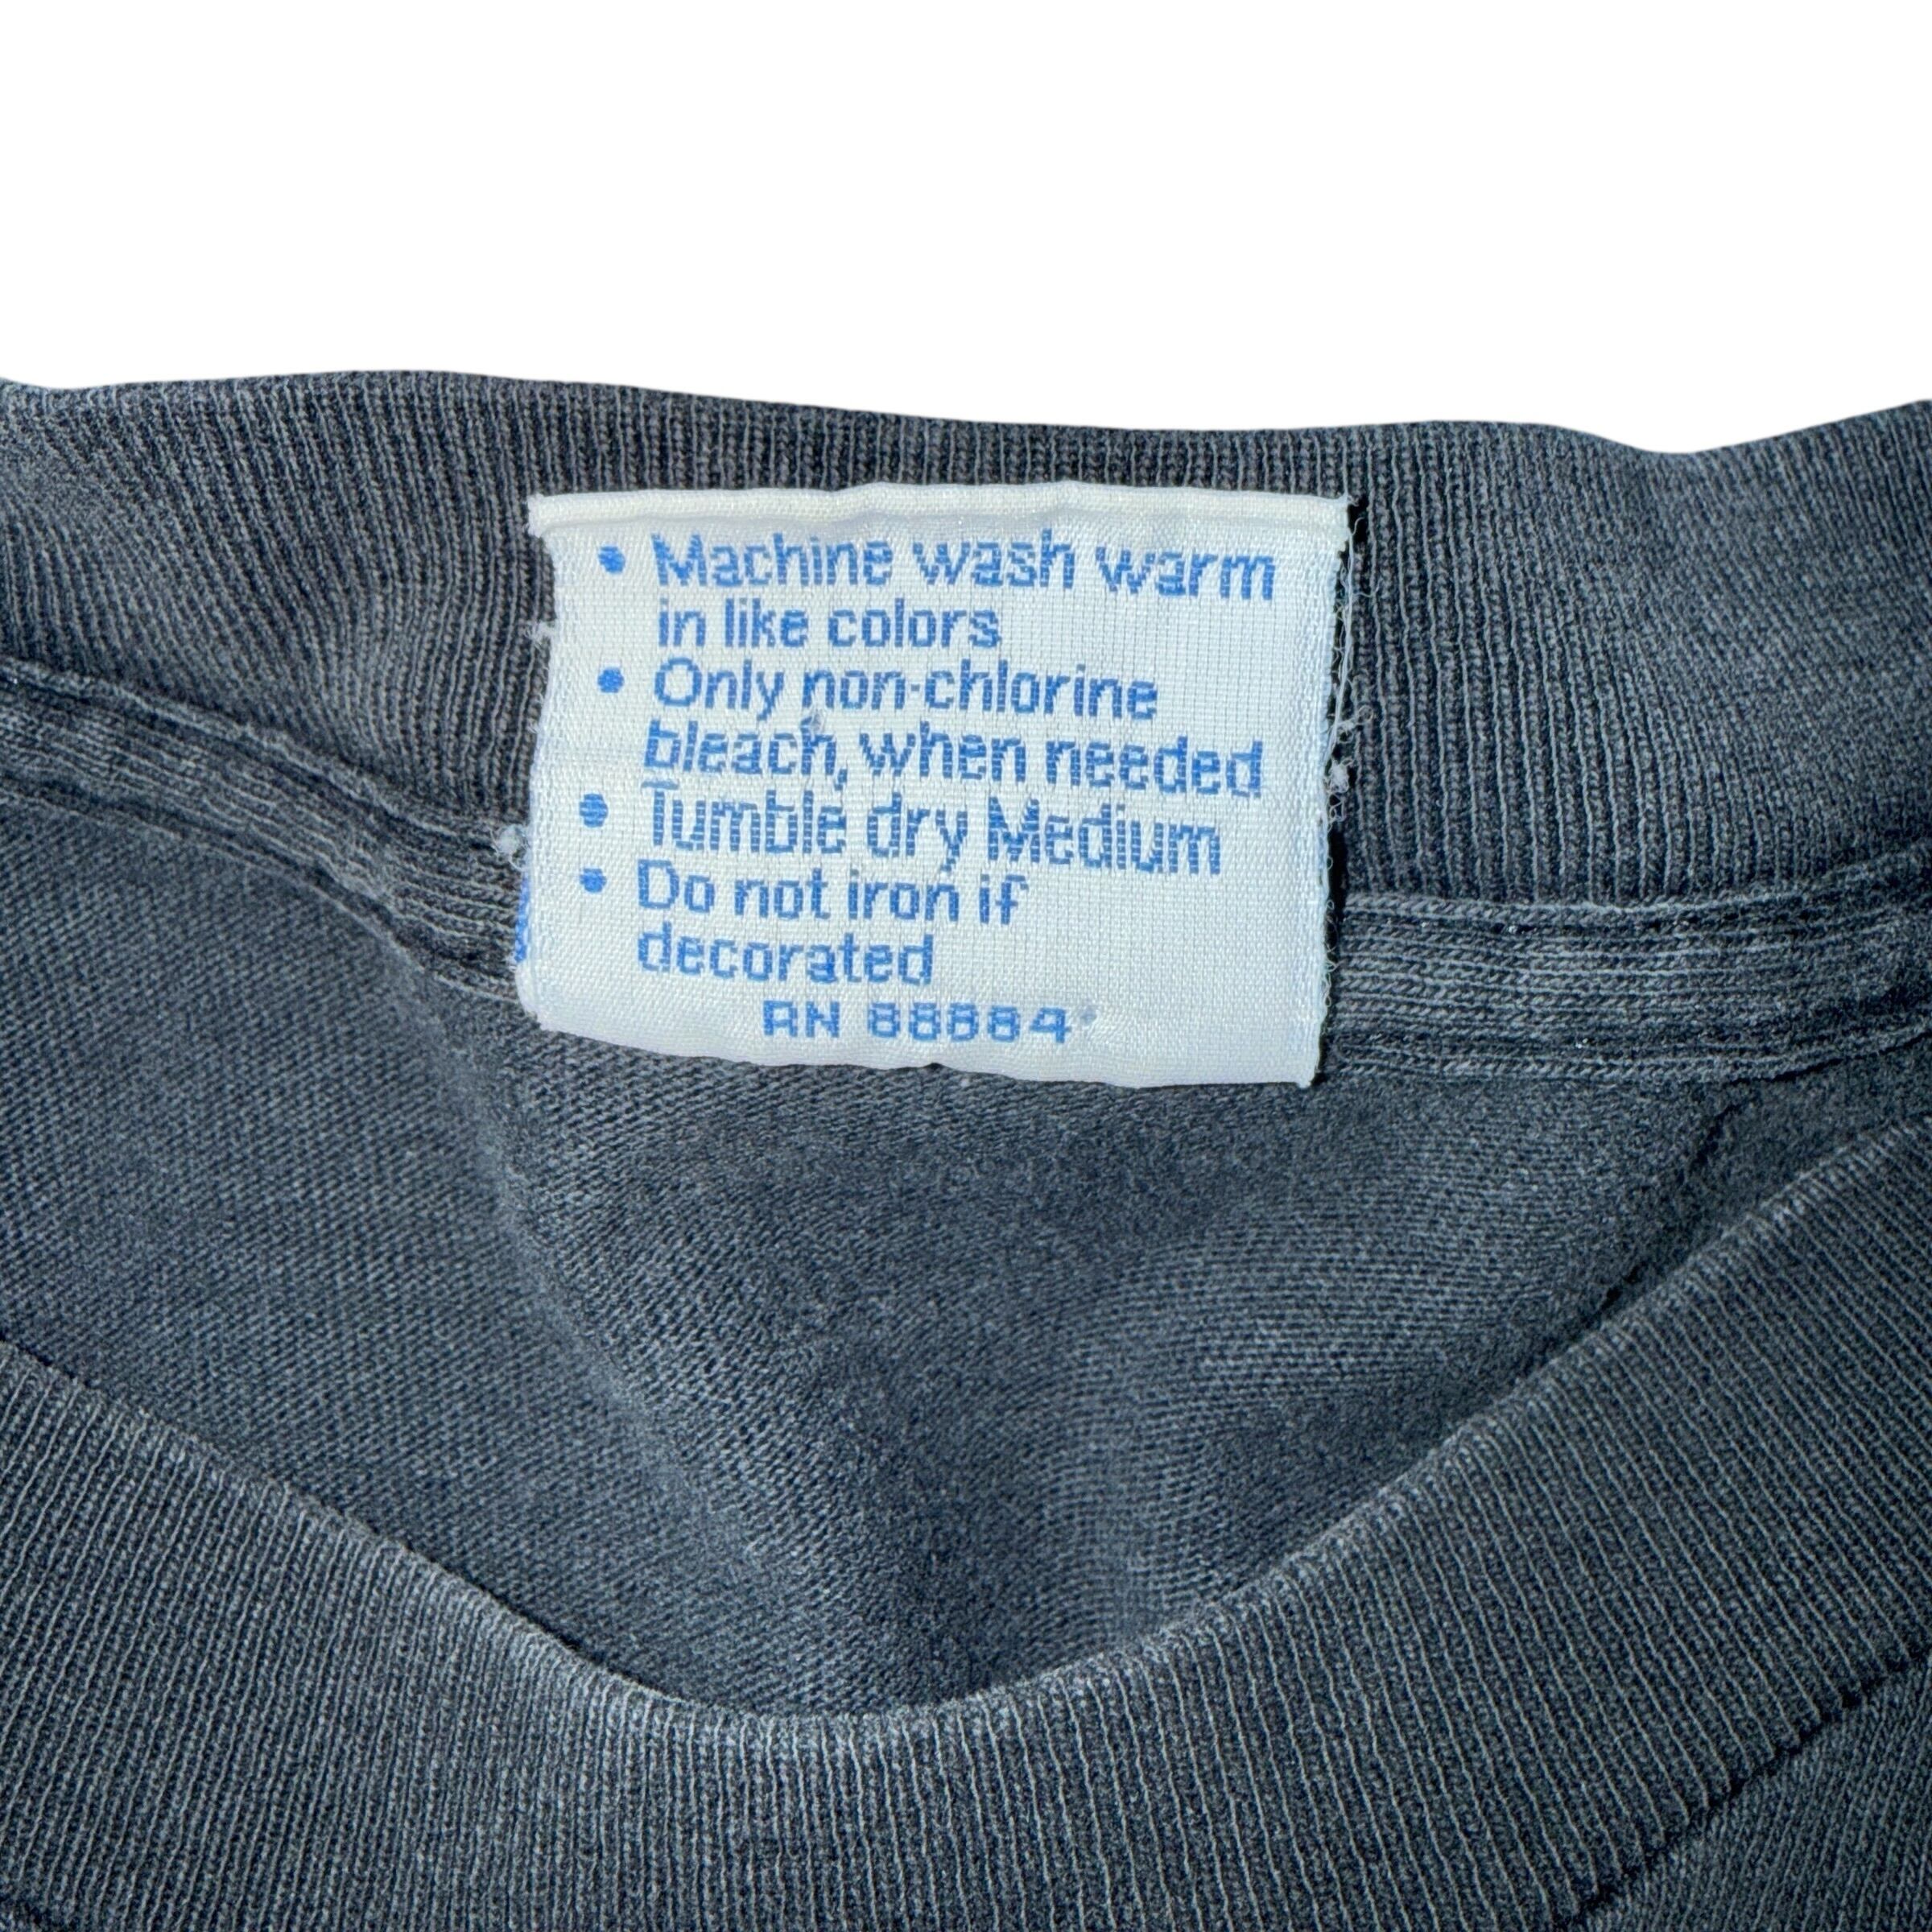 • Machine wash warm
in like colors
• Only non-chlorine
bleach, when needed
• Tumble dry Medium
• Do not iron if
decorated
RN 88884